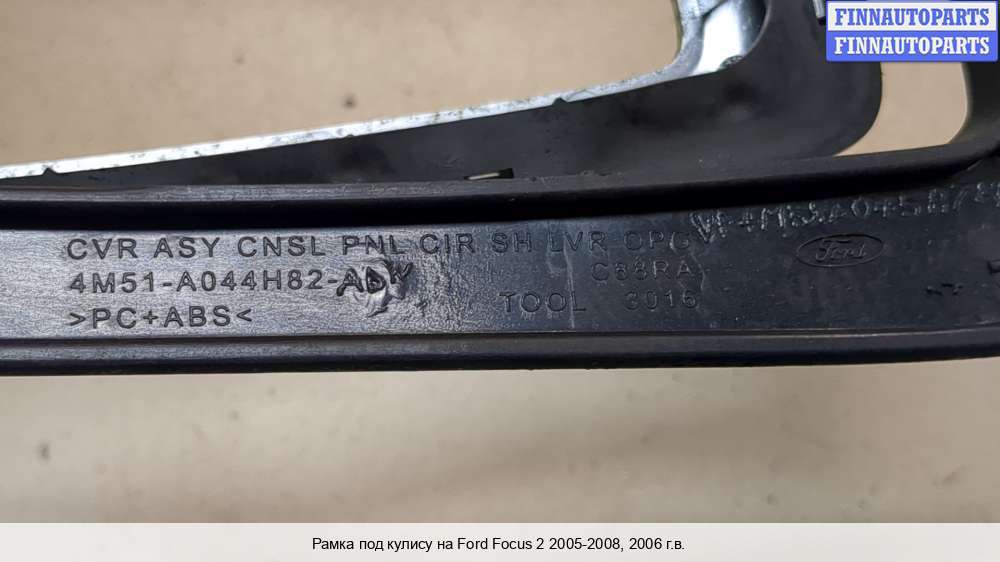 FINNAUTOPARTS
FINNAUTOPARTS
CVR ASY CNSL PNL CIR SH LVR OPG
4M51-A044H82- C88RA
Ford
>PC+ABS< TOOL 3016
Рамка под кулису на Ford Focus 2 2005-2008, 2006 г.в.